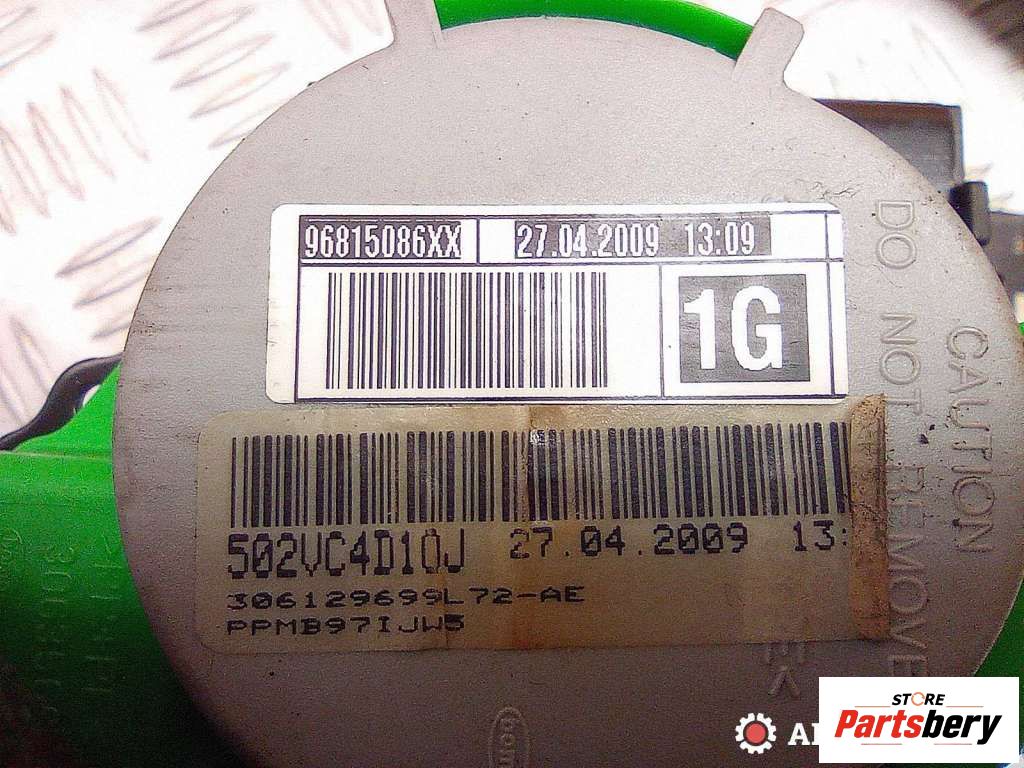 96815086XX 27.04.2009 13:09
1G
502VC4D10J 27.04.2009 13:
306129699L72-AE
PPMB97IJW5
CAUTION
DO NOT REMOVE
STORE
Partsbery